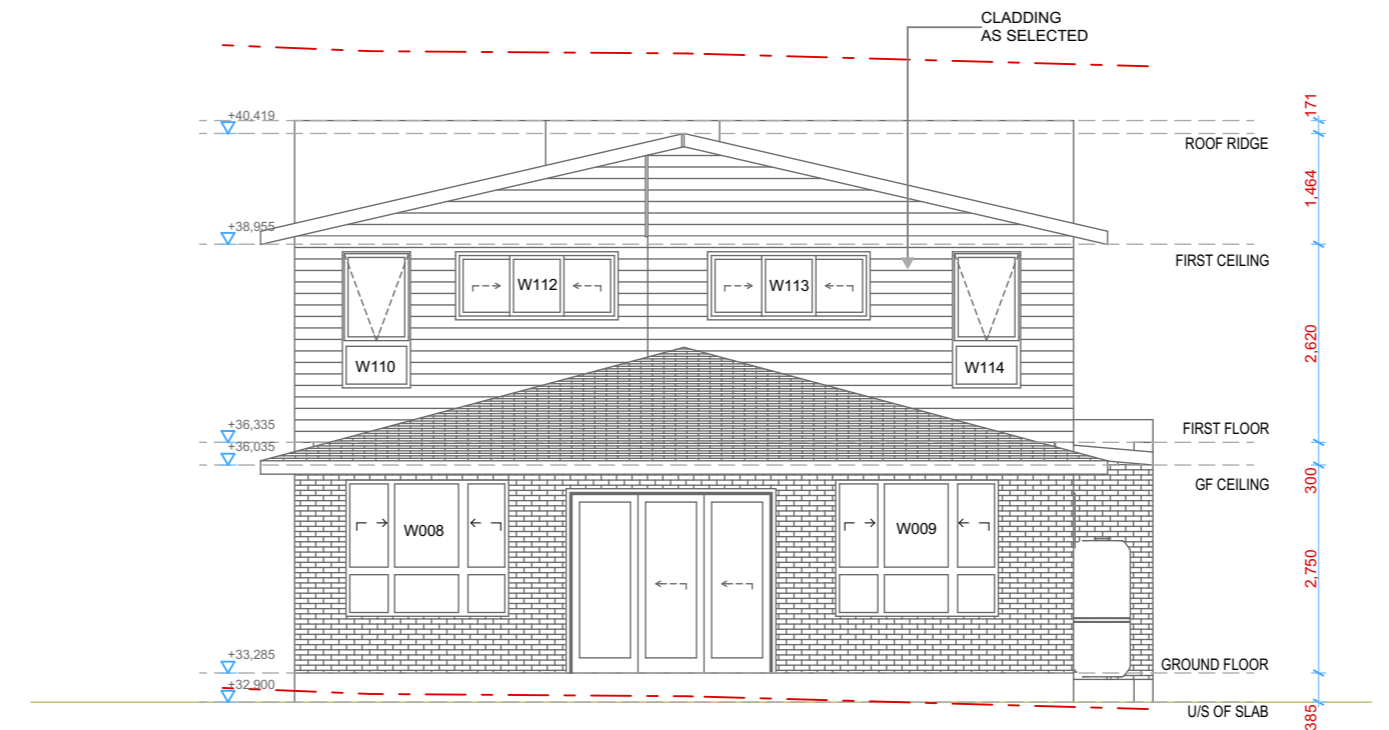 CLADDING
AS SELECTED
171
+40,419
ROOF RIDGE
1,464
+38,955
FIRST CEILING
W112
W113
2,620
W110
W114
+36,335
FIRST FLOOR
+36,035
GF CEILING
300
W008
W009
2,750
+33,285
GROUND FLOOR
+32,900
U/S OF SLAB
385